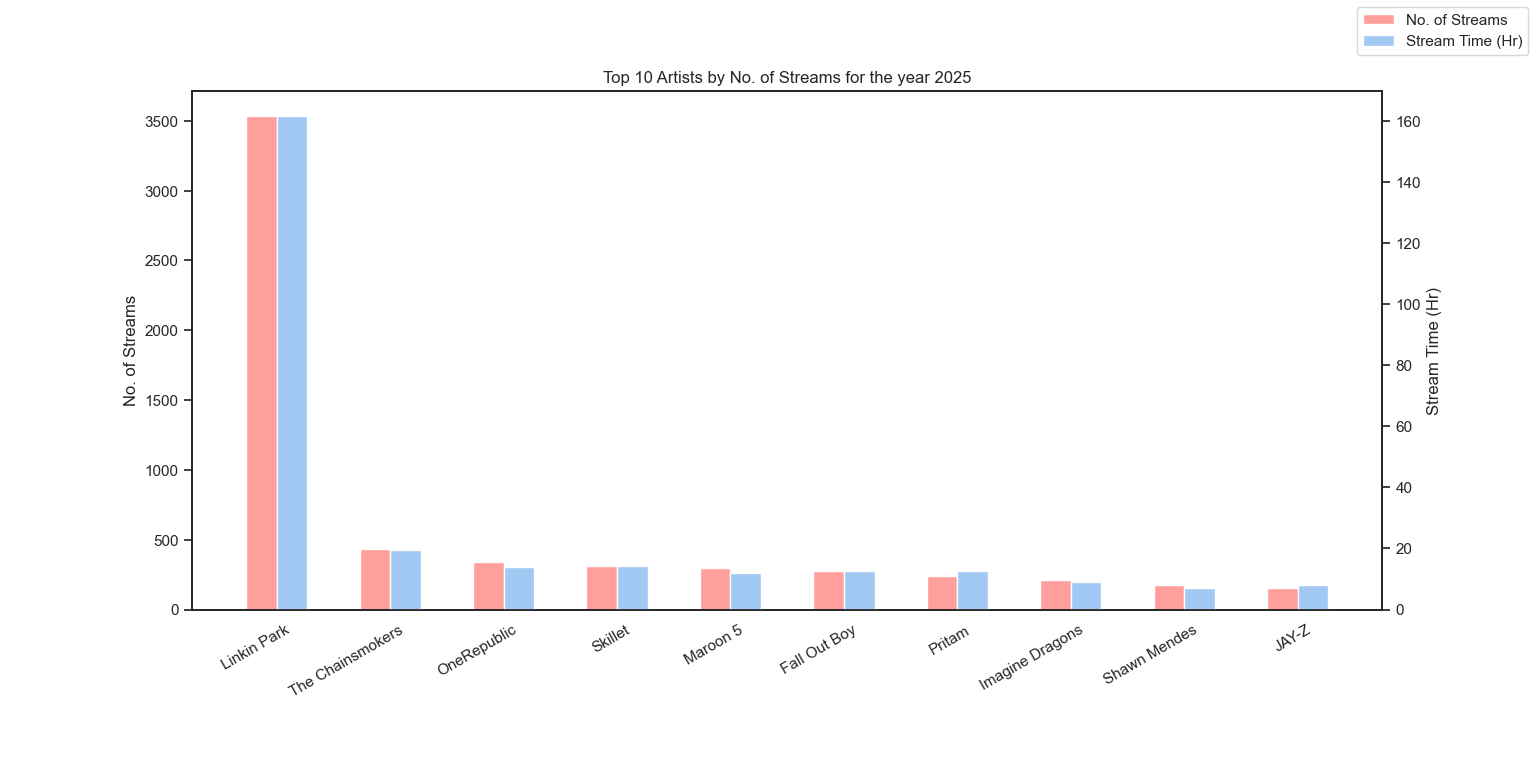 No. of Streams
Stream Time (Hr)
Top 10 Artists by No. of Streams for the year 2025
No. of Streams
3500
3000
2500
2000
1500
1000
500
0
160
140
120
100
80
60
40
20
0
Stream Time (Hr)
Linkin Park
The Chainsmokers
OneRepublic
Skillet
Maroon 5
Fall Out Boy
Pritam
Imagine Dragons
Shawn Mendes
JAY-Z